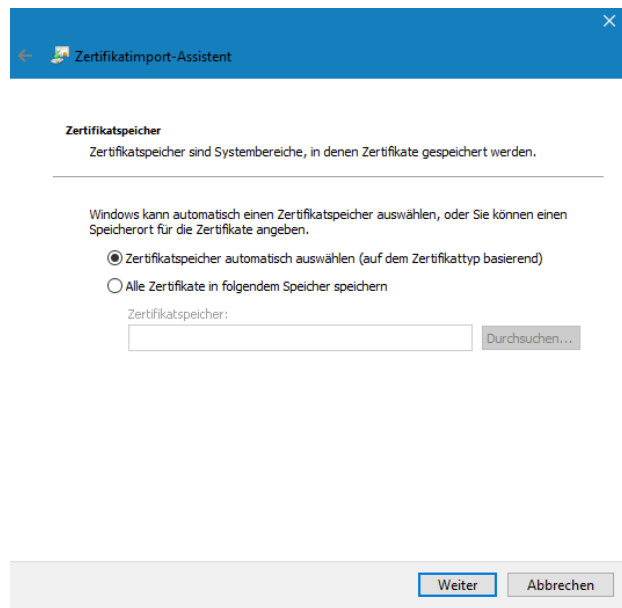 Zertifikatimport-Assistent
Zertifikatspeicher
Zertifikatspeicher sind Systembereiche, in denen Zertifikate gespeichert werden.
Windows kann automatisch einen Zertifikatspeicher auswählen, oder Sie können einen
Speicherort für die Zertifikate angeben.
Zertifikatspeicher automatisch auswählen (auf dem Zertifikattyp basierend)
Alle Zertifikate in folgendem Speicher speichern
Zertifikatspeicher:
Durchsuchen...
Weiter
Abbrechen